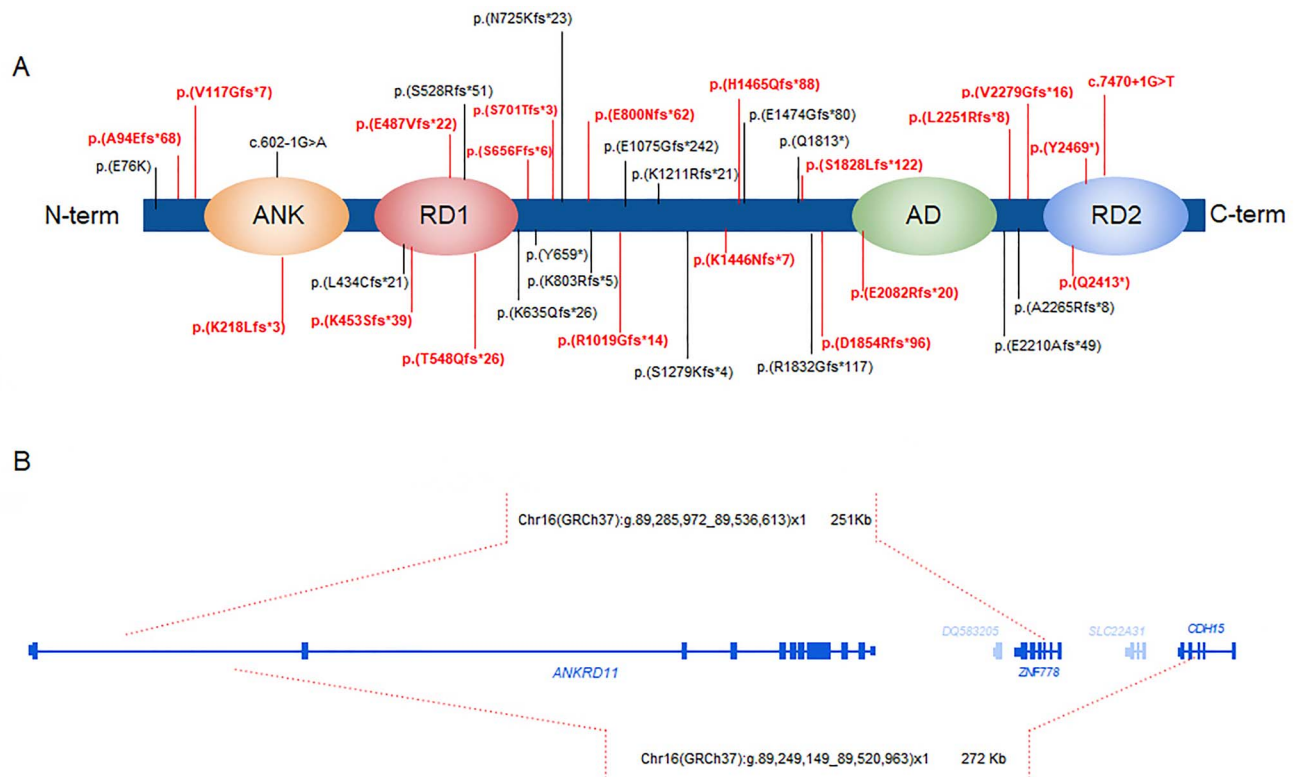 p.(N725Kfs*23)
A
p.(V117Gfs*7)
p.(S528Rfs*51)
p.(H1465Qfs*88)
p.(V2279Gfs*16)
c.7470+1G>T
p.(A94Efs*68)
c.602-1G>A
p.(E487Vfs*22)
p.(S701Tfs*3)
p.(E800Nfs*62)
p.(E1474Gfs*80)
p.(L2251Rfs*8)
p.(E76K)
p.(S656Ffs*6)
p.(E1075Gfs*242)
p.(Q1813*)
p.(Y2469*)
p.(K1211Rfs*21)
p.(S1828Lfs*122)
N-term
ANK
RD1
AD
RD2
C-term
p.(L434Cfs*21)
p.(Y659*)
p.(K1446Nfs*7)
p.(Q2413*)
p.(K803Rfs*5)
p.(E2082Rfs*20)
p.(K218Lfs*3)
p.(K453Sfs*39)
p.(K635Qfs*26)
p.(A2265Rfs*8)
p.(T548Qfs*26)
p.(R1019Gfs*14)
p.(D1854Rfs*96)
p.(E2210Afs*49)
p.(S1279Kfs*4)
p.(R1832Gfs*117)
B
Chr16(GRCh37):g.89,285,972_89,536,613)x1 251Kb
DQ583205
SLC22A31
CDH15
ANKRD11
ZNF778
Chr16(GRCh37):g.89,249,149_89,520,963)x1 272 Kb